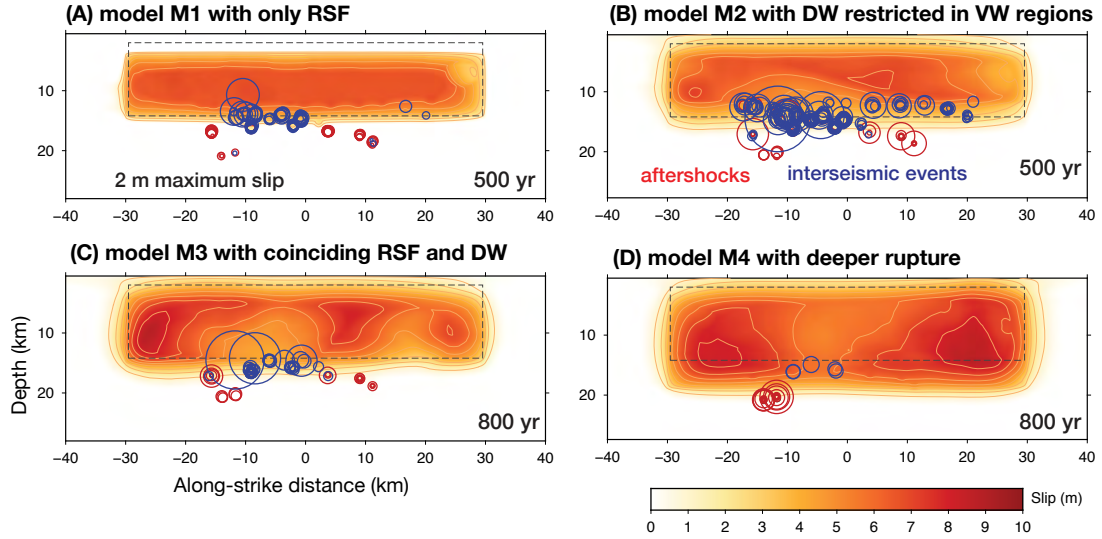 (A) model M1 with only RSF
10
20
2 m maximum slip
500 yr
−40 −30 −20 −10 0 10 20 30 40
(B) model M2 with DW restricted in VW regions
10
20
aftershocks
interseismic events
500 yr
−40 −30 −20 −10 0 10 20 30 40
(C) model M3 with coinciding RSF and DW
10
20
Depth (km)
800 yr
−40 −30 −20 −10 0 10 20 30 40
Along-strike distance (km)
(D) model M4 with deeper rupture
10
20
800 yr
−40 −30 −20 −10 0 10 20 30 40
Slip (m)
0 1 2 3 4 5 6 7 8 9 10